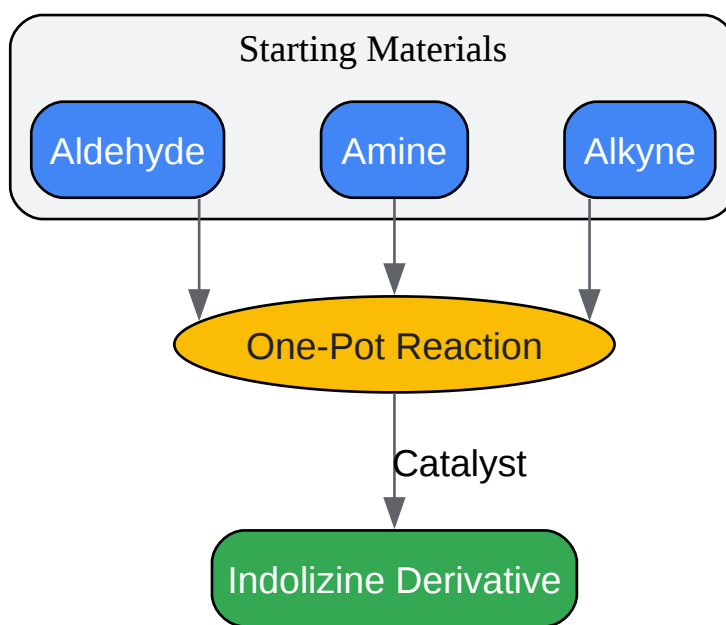 Starting Materials
Aldehyde
Amine
Alkyne
One-Pot Reaction
Catalyst
Indolizine Derivative